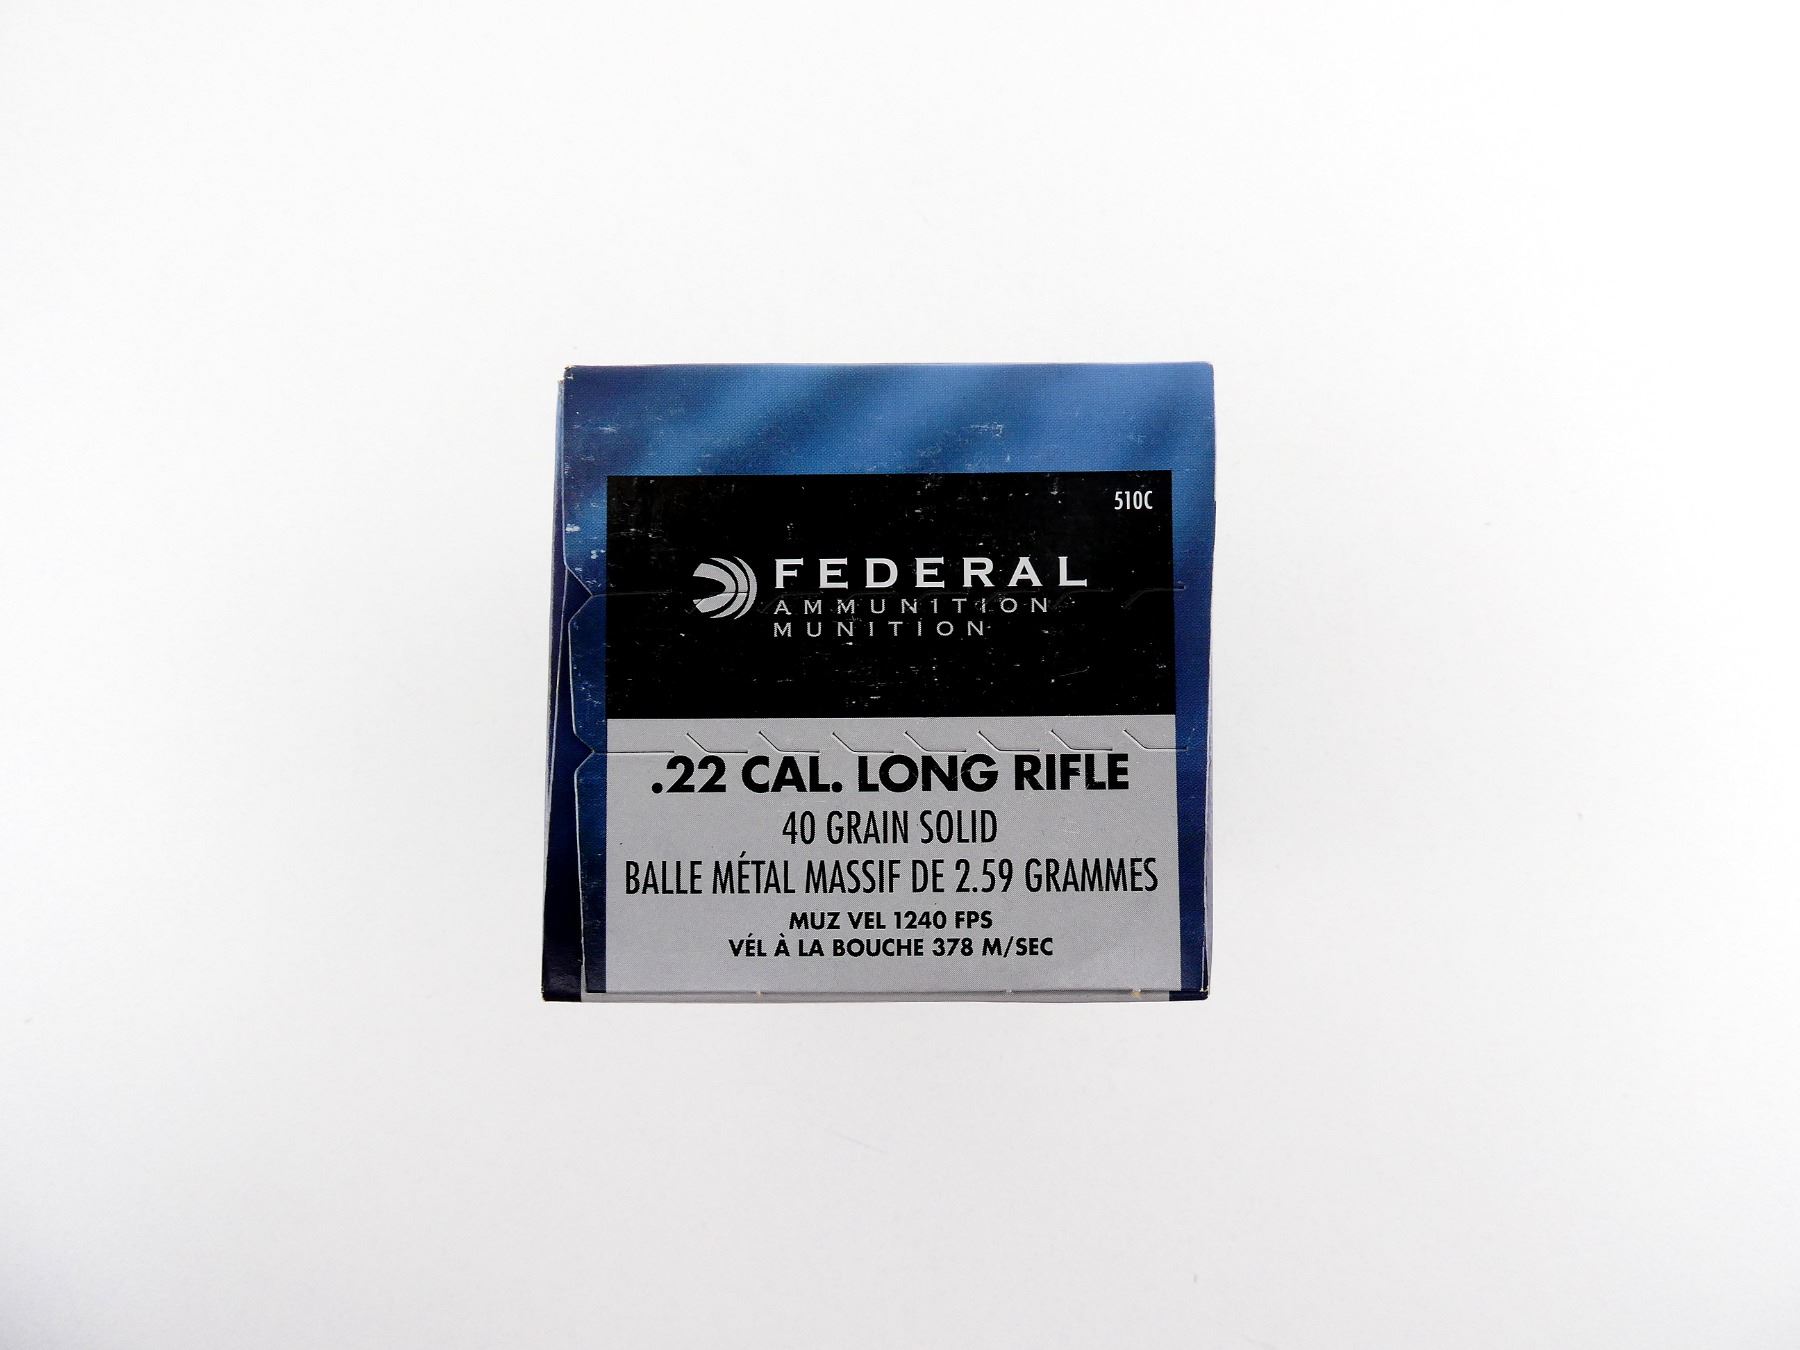 510C
FEDERAL
AMMUNITION
MUNITION
.22 CAL. LONG RIFLE
40 GRAIN SOLID
BALLE MÉTAL MASSIF DE 2.59 GRAMMES
MUZ VEL 1240 FPS
VÉL À LA BOUCHE 378 M/SEC